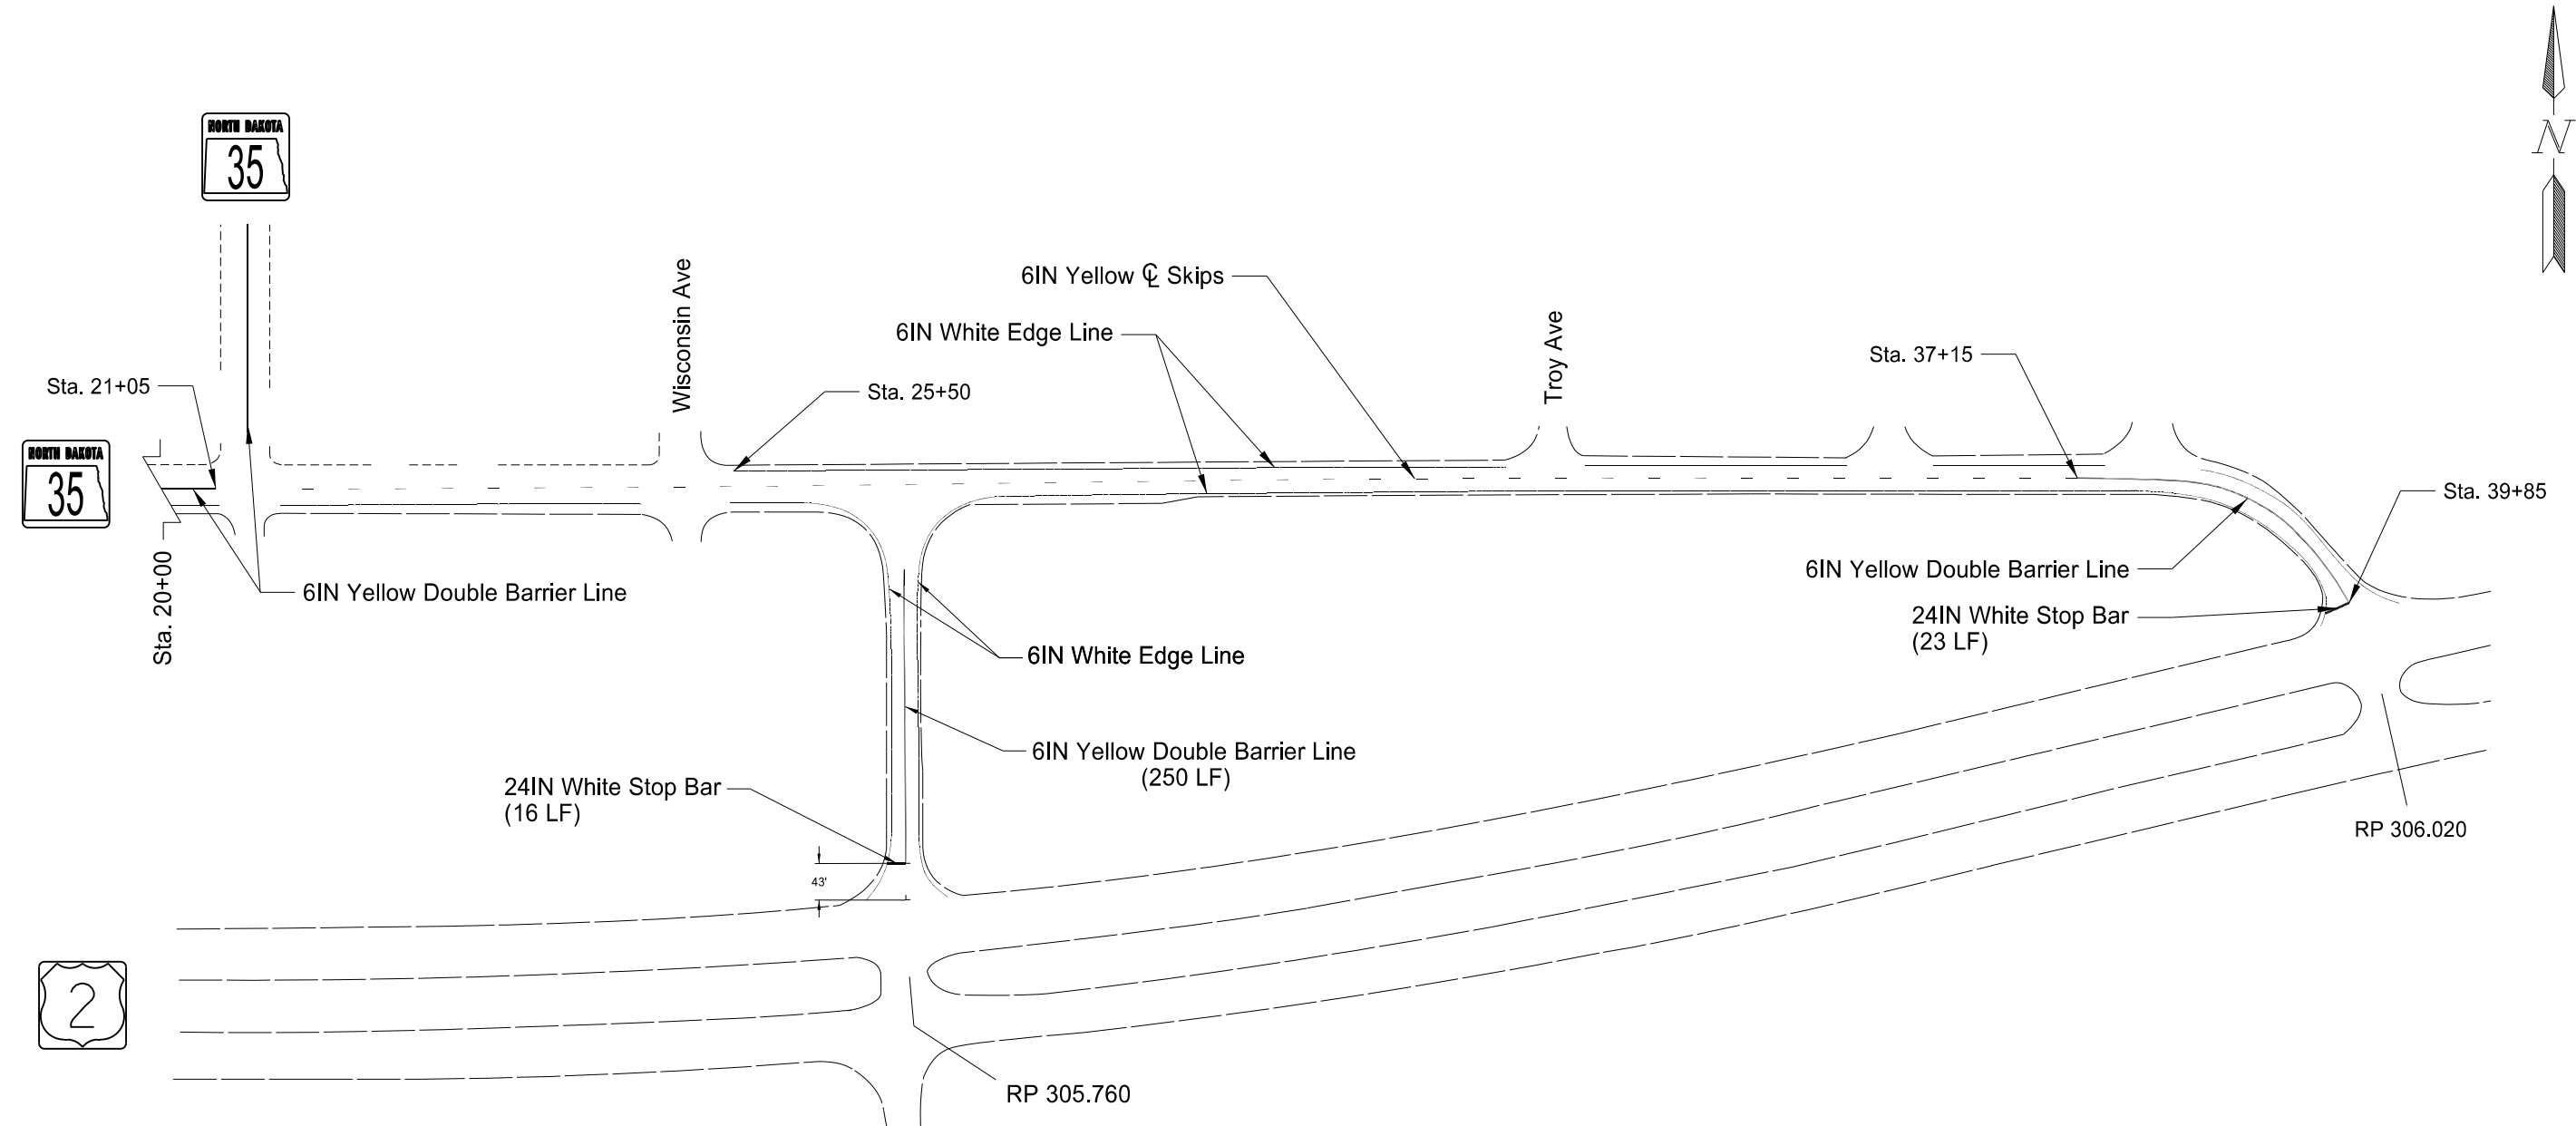 NORTH DAKOTA
35
N
Wisconsin Ave
6IN Yellow ℄ Skips
6IN White Edge Line
Troy Ave
Sta. 37+15
Sta. 21+05
Sta. 25+50
NORTH DAKOTA
35
Sta. 39+85
Sta. 20+00
6IN Yellow Double Barrier Line
6IN Yellow Double Barrier Line
24IN White Stop Bar
(23 LF)
6IN White Edge Line
6IN Yellow Double Barrier Line
(250 LF)
24IN White Stop Bar
(16 LF)
43'
RP 306.020
2
RP 305.760